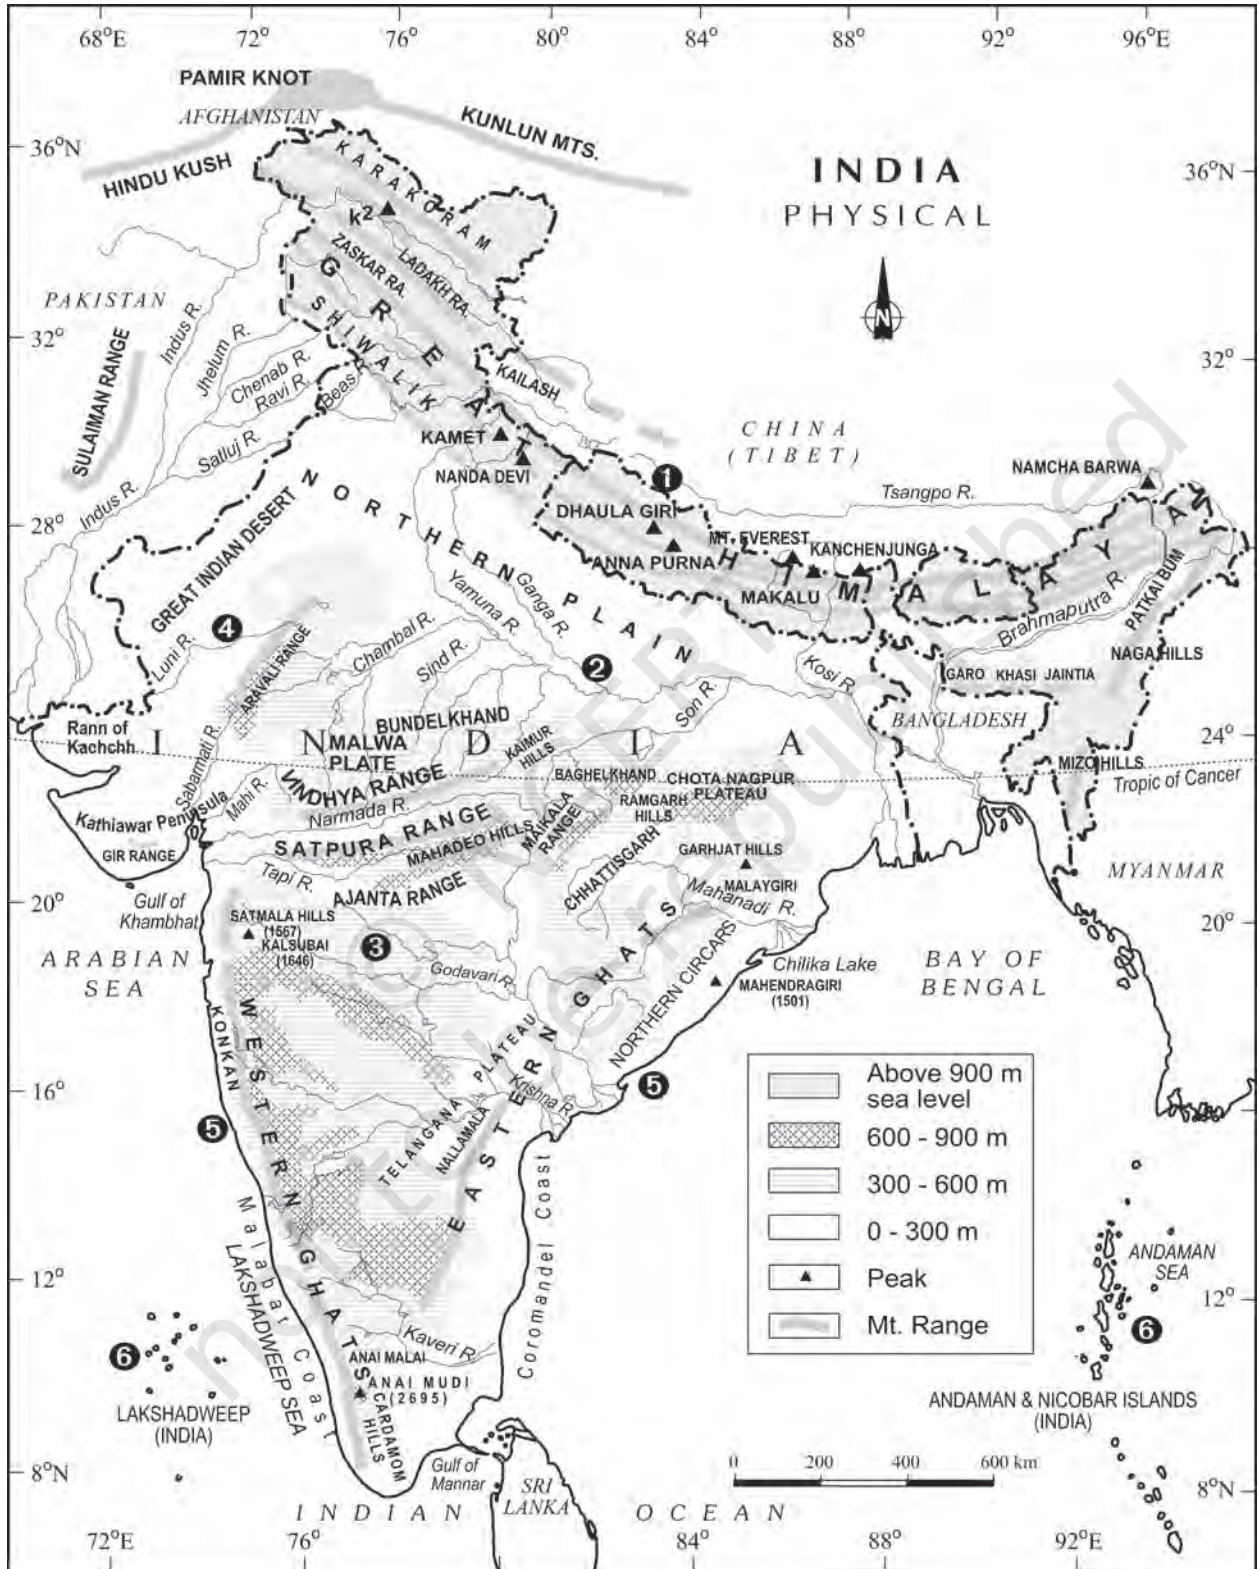 68°E 72° 76° 80° 84° 88° 92° 96°E
PAMIR KNOT
AFGHANISTAN
KUNLUN MTS.
HINDU KUSH
36°N
36°N
INDIA
PHYSICAL
N
KARAKORAM
k²
LADAKH RA.
ZASKAR RA.
GREAT HIMALAYA
SHIWALIK
PAKISTAN
Indus R.
Jhelum R.
Chenab R.
Ravi R.
Beas
Satluj R.
Indus R.
32°
32°
SULAIMAN RANGE
KAILASH
KAMET
NANDA DEVI
CHINA
(TIBET)
1
NAMCHA BARWA
Tsangpo R.
28°
28°
DHAULA GIRI
ANNA PURNA
MT. EVEREST
KANCHENJUNGA
MAKALU
NORTHERN PLAIN
GREAT INDIAN DESERT
Yamuna R.
Ganga R.
Brahmaputra R.
PATKAI BUM
NAGA HILLS
4
Luni R.
ARAVALI RANGE
Chambal R.
Sind R.
2
Kosi R.
Son R.
GARO KHASI JAINTIA
BANGLADESH
Rann of
Kachchh
INDIA
BUNDELKHAND
MALWA
PLATE
KAIMUR
HILLS
24°
24°
MIZO HILLS
Tropic of Cancer
Sabarmati R.
Mahi R.
VINDHYA RANGE
Narmada R.
BAGHELKHAND
CHOTA NAGPUR
PLATEAU
RAMGARH
HILLS
Kathiawar Peninsula
GIR RANGE
SATPURA RANGE
MAHADEO HILLS
MAIKALA
RANGE
CHHATTISGARH
GARHJAT HILLS
MALAYGIRI
Mahanadi R.
MYANMAR
Tapi R.
AJANTA RANGE
Gulf of
Khambhat
20°
20°
SATMALA HILLS
(1567)
KALSUBAI
(1646)
3
Godavari R.
ARABIAN
SEA
BAY OF
BENGAL
Chilika Lake
MAHENDRAGIRI
(1501)
NORTHERN CIRCARS
EASTERN GHATS
WESTERN GHATS
KONKAN
TELANGANA PLATEAU
NALLAMALA
Krishna R.
16°
16°
5
5
Above 900 m
sea level
600 - 900 m
300 - 600 m
0 - 300 m
Peak
Mt. Range
Coromandel Coast
Malabar Coast
LAKSHADWEEP SEA
ANDAMAN
SEA
12°
12°
6
6
Kaveri R.
ANAI MALAI
ANAI MUDI
(2695)
CARDAMOM
HILLS
LAKSHADWEEP
(INDIA)
ANDAMAN & NICOBAR ISLANDS
(INDIA)
Gulf of
Mannar
SRI
LANKA
0 200 400 600 km
8°N
8°N
INDIAN OCEAN
72° 76° 80° 84° 88° 92°E
© NCERT
not to be republished